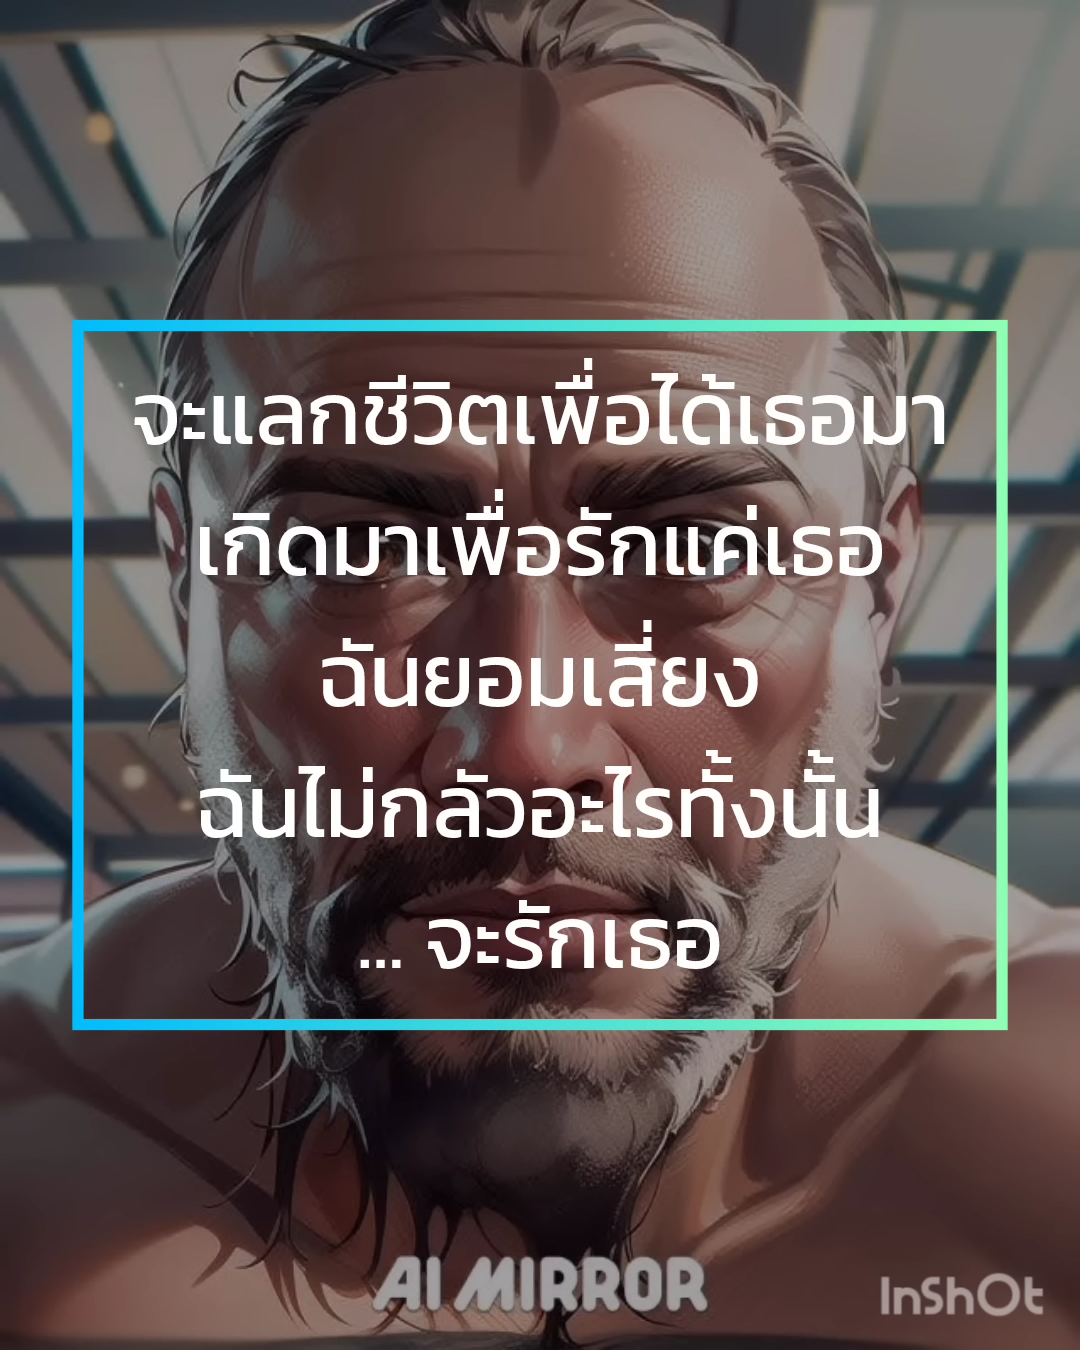 จะแลกชีวิตเพื่อได้เธอมา
เกิดมาเพื่อรักแค่เธอ
ฉันยอมเสี่ยง
ฉันไม่กลัวอะไรทั้งนั้น
... จะรักเธอ
AI MIRROR
InShOt